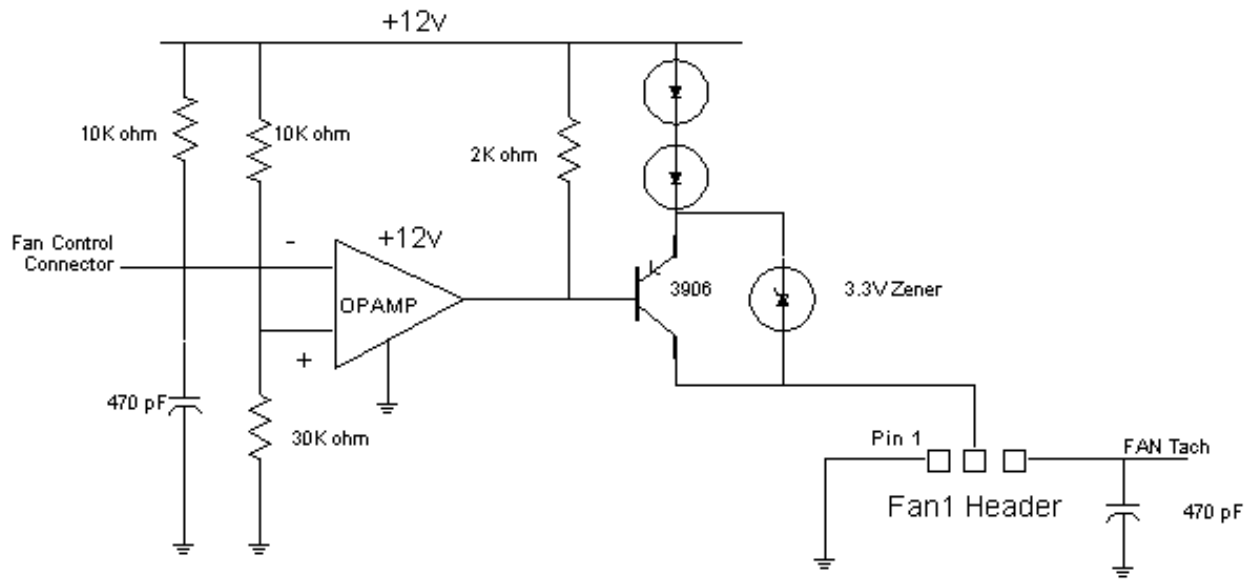 +12v
10K ohm
10K ohm
2K ohm
Fan Control
Connector
-
+12v
OPAMP
+
3906
3.3V Zener
470 pF
30K ohm
Pin 1
FAN Tach
Fan1 Header
470 pF